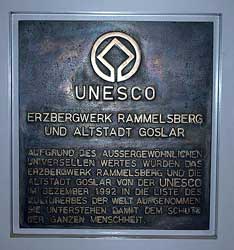 UNESCO
ERZBERGWERK RAMMELSBERG
UND ALTSTADT GOSLAR
AUFGRUND DES AUSSERGEWÖHNLICHEN
UNIVERSELLEN WERTES WURDEN DAS
ERZBERGWERK RAMMELSBERG UND DIE
ALTSTADT GOSLAR VON DER UNESCO
IM DEZEMBER 1992 IN DIE LISTE DES
KULTURERBES DER WELT AUFGENOMMEN
SIE UNTERSTEHEN DAMIT DEM SCHUTZ
DER GANZEN MENSCHHEIT.